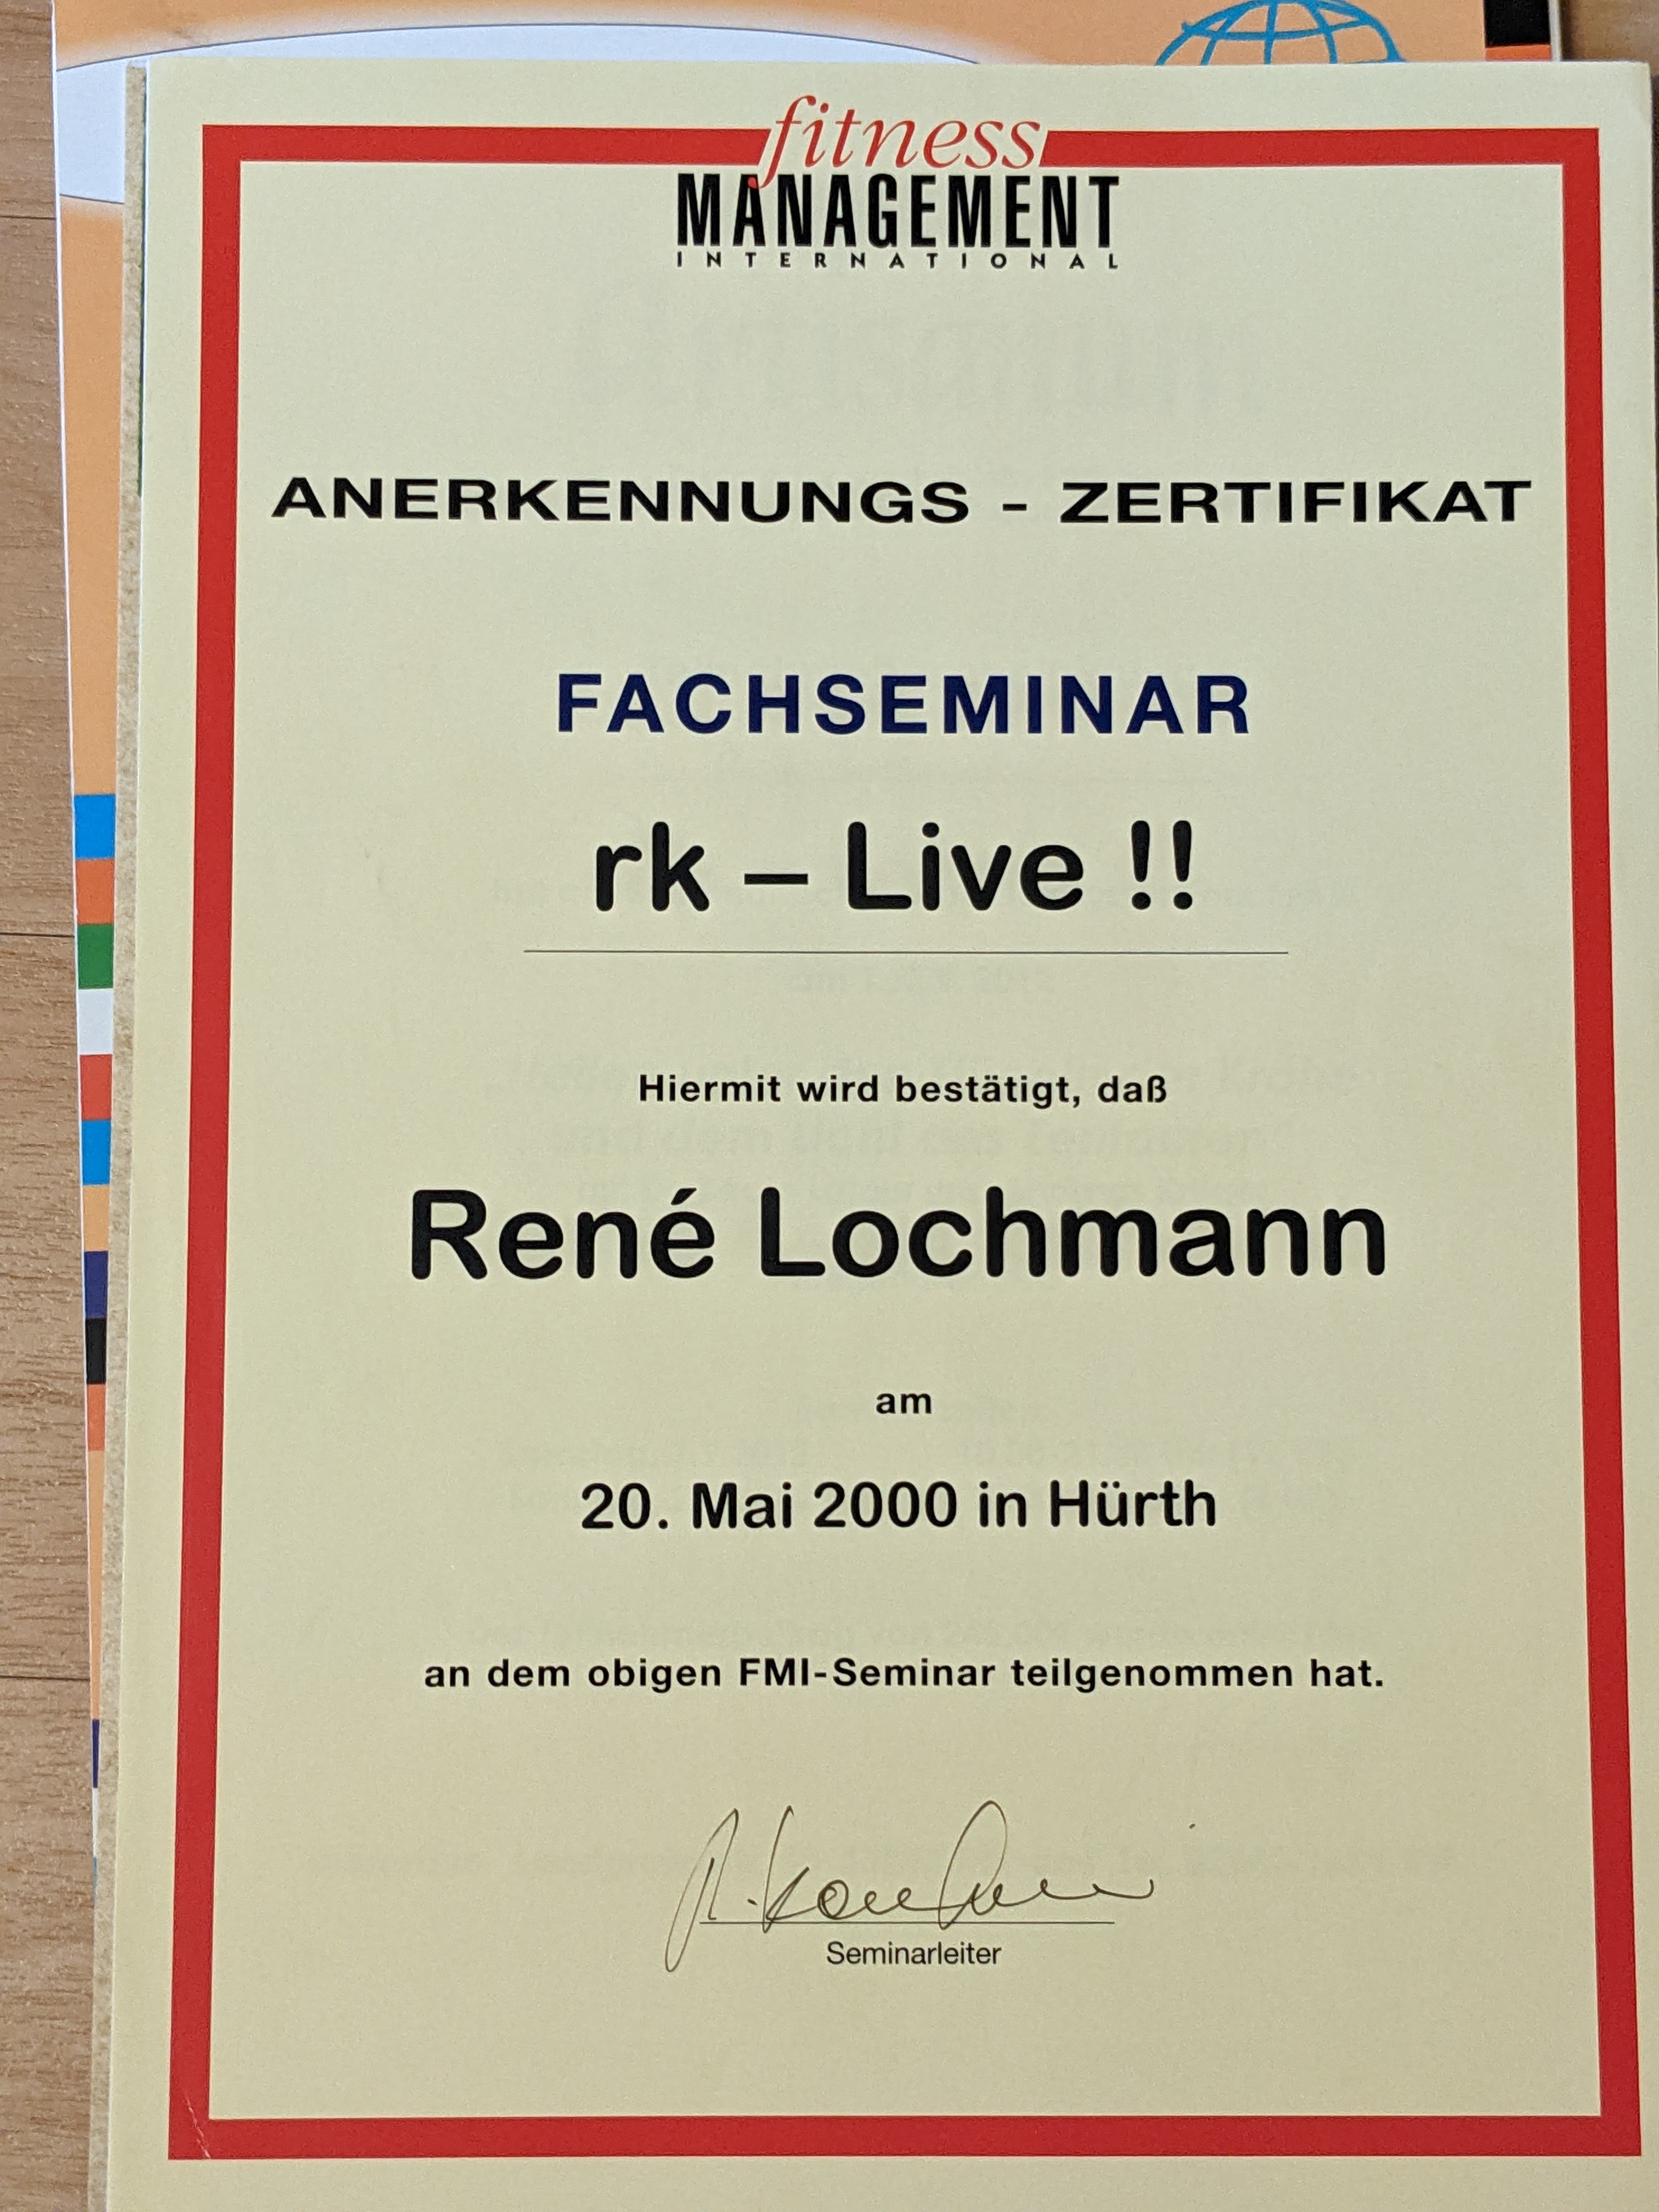 fitness
MANAGEMENT
INTERNATIONAL
ANERKENNUNGS - ZERTIFIKAT
FACHSEMINAR
rk – Live !!
Hiermit wird bestätigt, daß
René Lochmann
am
20. Mai 2000 in Hürth
an dem obigen FMI-Seminar teilgenommen hat.
Seminarleiter